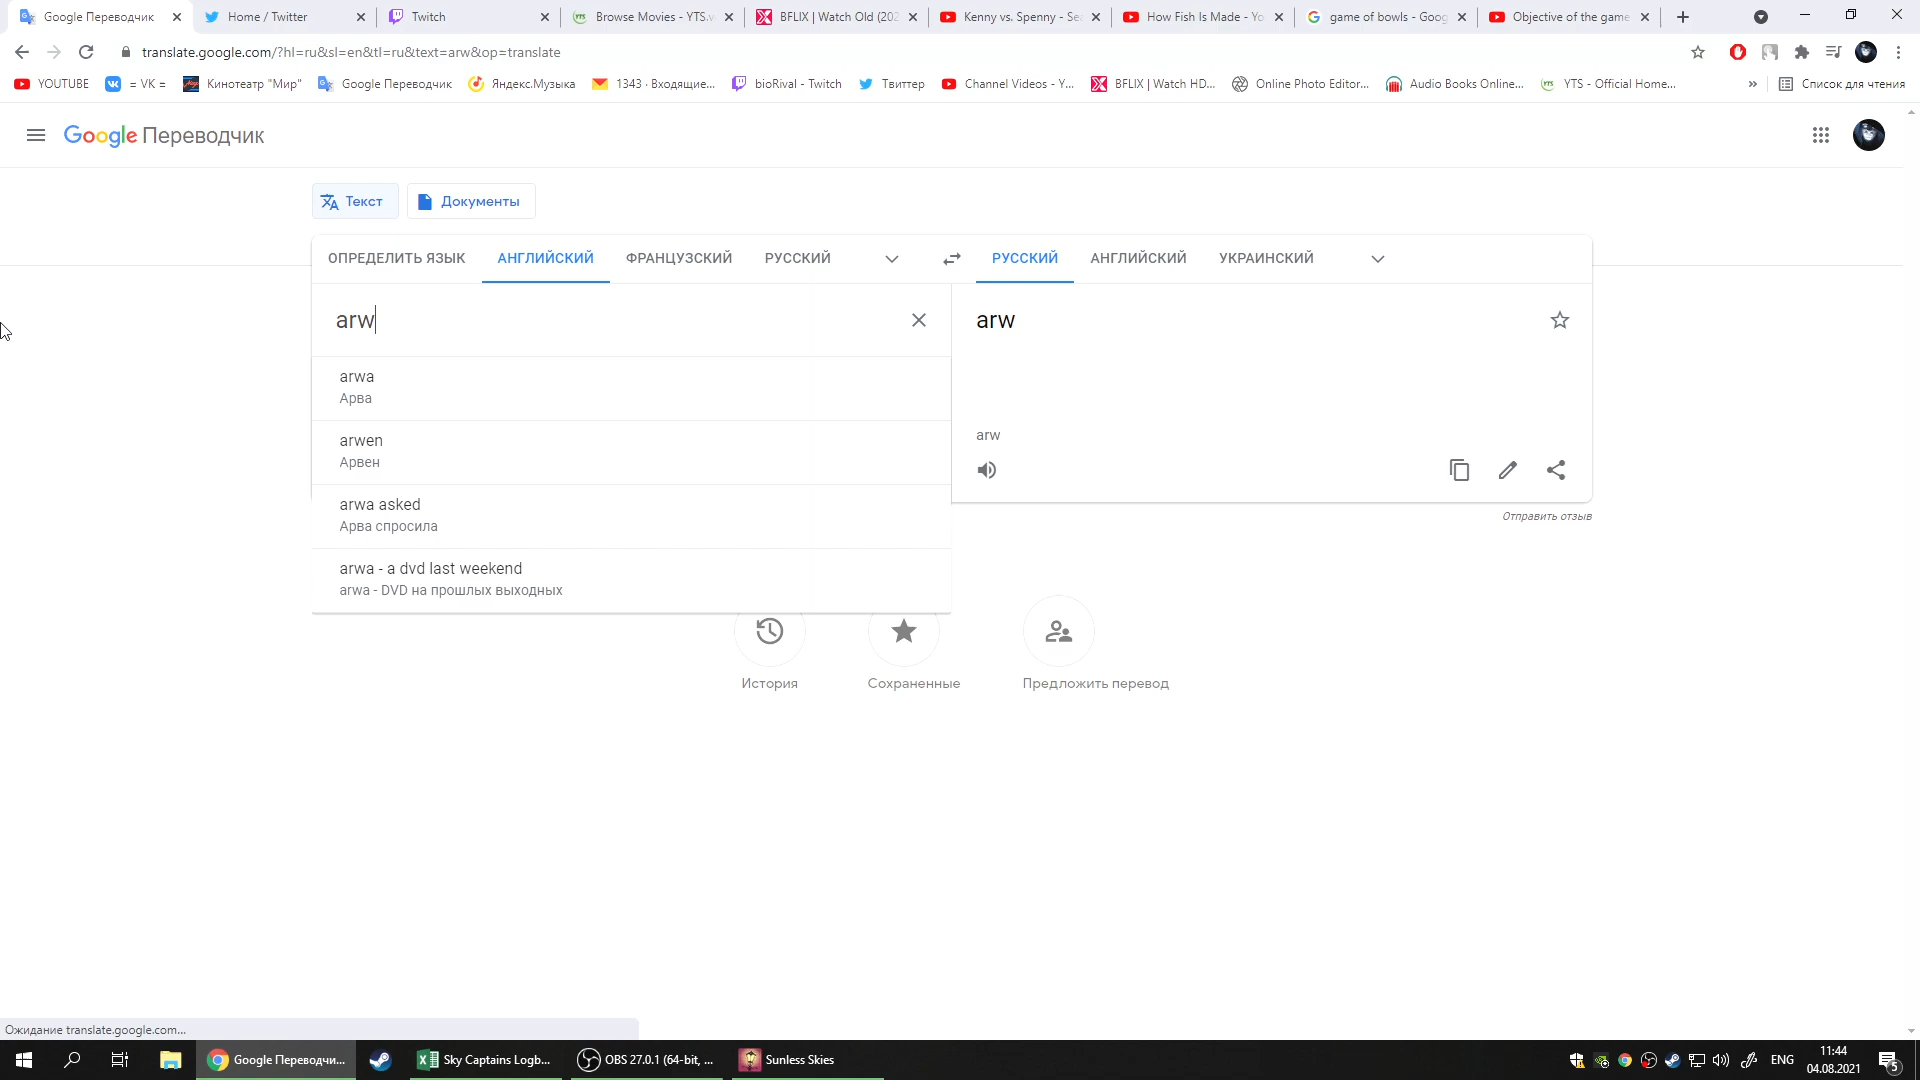 Google Переводчик
Home / Twitter
Twitch
Browse Movies - YTS.
BFLIX | Watch Old (202
Kenny vs. Spenny - Se
How Fish Is Made - Yo
game of bowls - Goog
Objective of the game
translate.google.com/?hl=ru&sl=en&tl=ru&text=arw&op=translate
YOUTUBE
= VK =
Кинотеатр "Мир"
Google Переводчик
Яндекс.Музыка
1343 · Входящие...
bioRival - Twitch
Твиттер
Channel Videos - Y...
BFLIX | Watch HD...
Online Photo Editor...
Audio Books Online...
YTS - Official Home...
»
Список для чтения
Google Переводчик
Текст
Документы
ОПРЕДЕЛИТЬ ЯЗЫК
АНГЛИЙСКИЙ
ФРАНЦУЗСКИЙ
РУССКИЙ
РУССКИЙ
АНГЛИЙСКИЙ
УКРАИНСКИЙ
arw
arw
arwa
Арва
arwen
Арвен
arwa asked
Арва спросила
arwa - a dvd last weekend
arwa - DVD на прошлых выходных
arw
Отправить отзыв
История
Сохраненные
Предложить перевод
Ожидание translate.google.com...
Google Переводчи...
Sky Captains Logb...
OBS 27.0.1 (64-bit, ...
Sunless Skies
ENG
11:44
04.08.2021
5